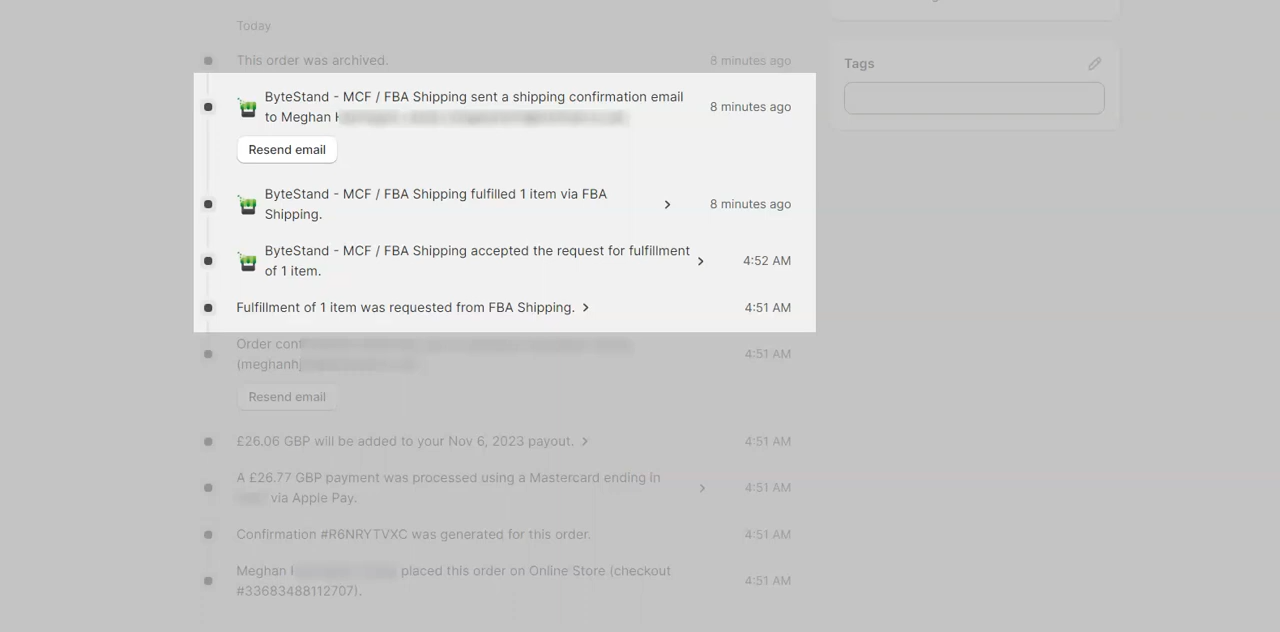 Today
This order was archived.
8 minutes ago
Tags
ByteStand - MCF / FBA Shipping sent a shipping confirmation email
to Meghan
8 minutes ago
Resend email
ByteStand - MCF / FBA Shipping fulfilled 1 item via FBA
Shipping.
8 minutes ago
ByteStand - MCF / FBA Shipping accepted the request for fulfillment
of 1 item.
4:52 AM
Fulfillment of 1 item was requested from FBA Shipping.
4:51 AM
Order
4:51 AM
Resend email
£26.06 GBP will be added to your Nov 6, 2023 payout.
4:51 AM
A £26.77 GBP payment was processed using a Mastercard ending in
via Apple Pay.
4:51 AM
Confirmation #R6NRYTVXC was generated for this order.
4:51 AM
Meghan placed this order on Online Store (checkout
#33683488112707).
4:51 AM